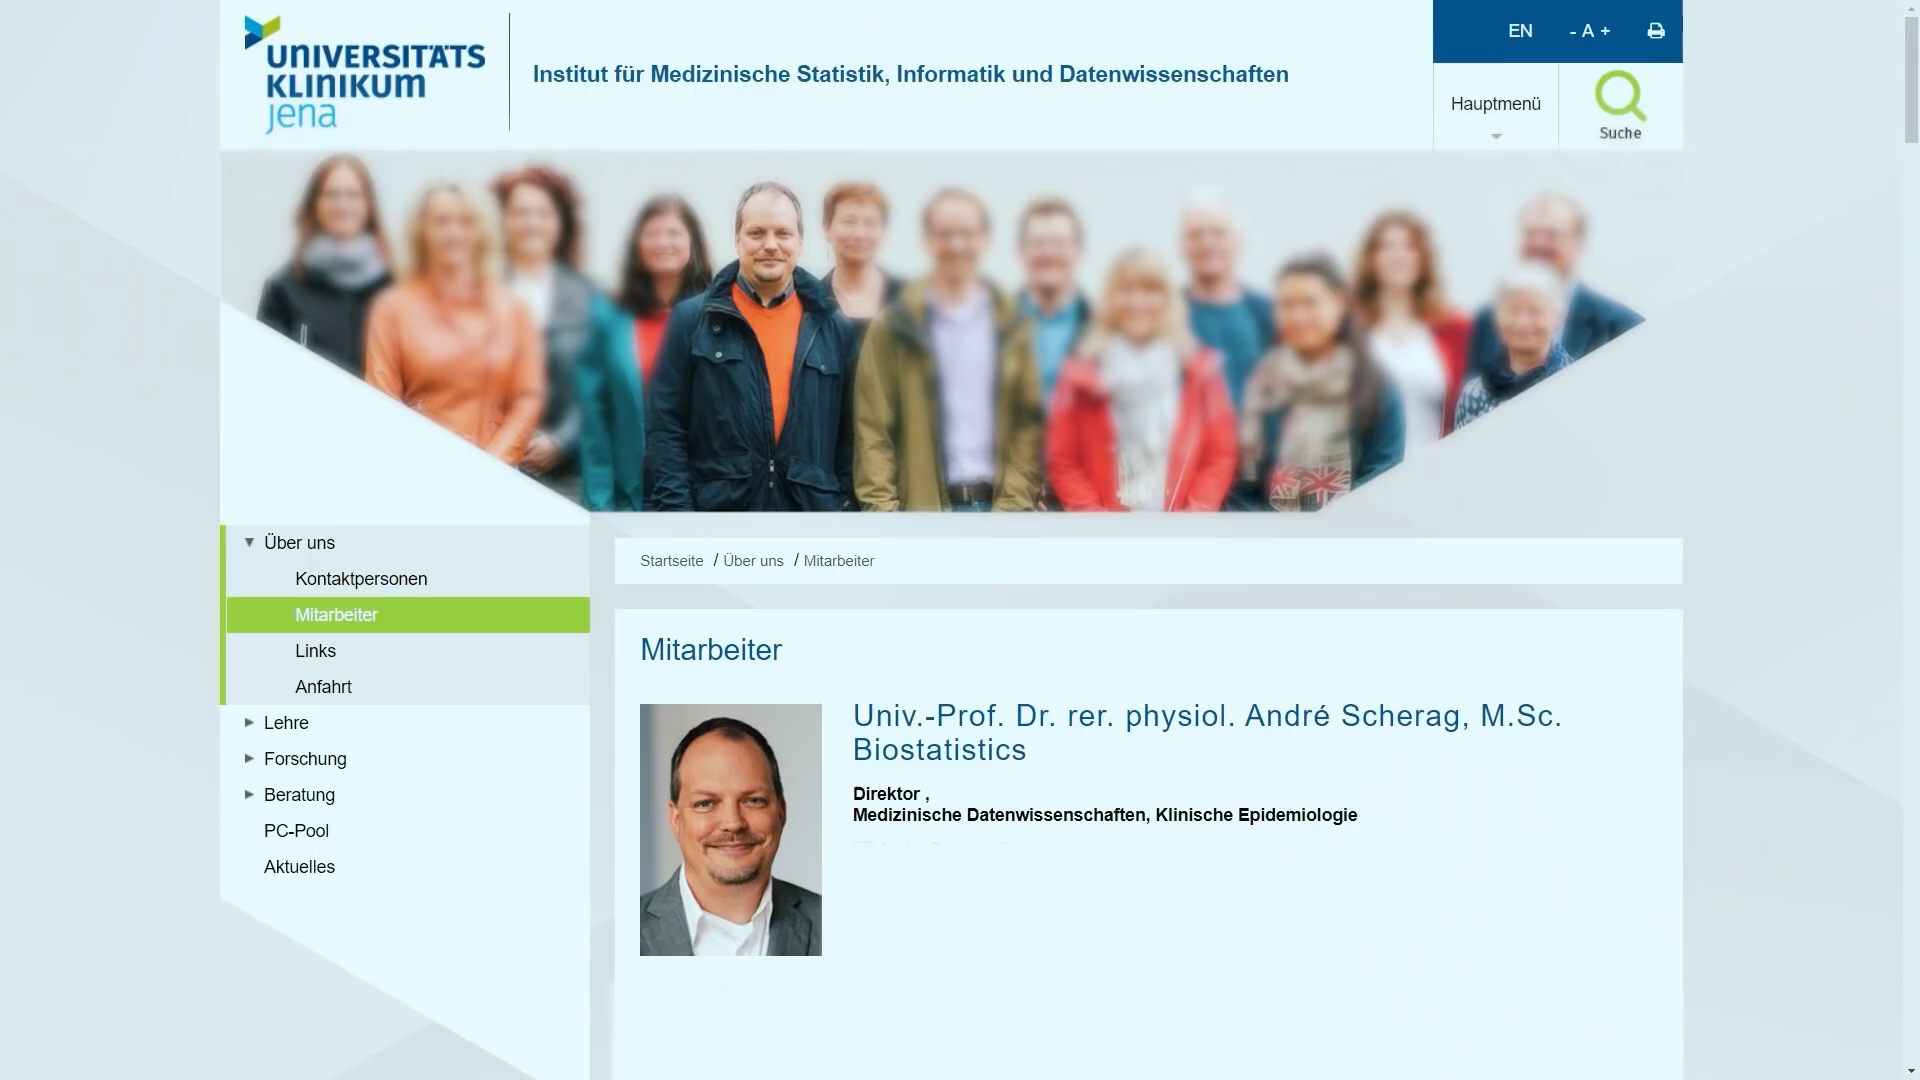 UNIVERSITÄTS
KLINIKUM
jena
Institut für Medizinische Statistik, Informatik und Datenwissenschaften
EN
- A +
Hauptmenü
Suche
Über uns
Kontaktpersonen
Mitarbeiter
Links
Anfahrt
Lehre
Forschung
Beratung
PC-Pool
Aktuelles
Startseite / Über uns / Mitarbeiter
Mitarbeiter
Univ.-Prof. Dr. rer. physiol. André Scherag, M.Sc.
Biostatistics
Direktor ,
Medizinische Datenwissenschaften, Klinische Epidemiologie